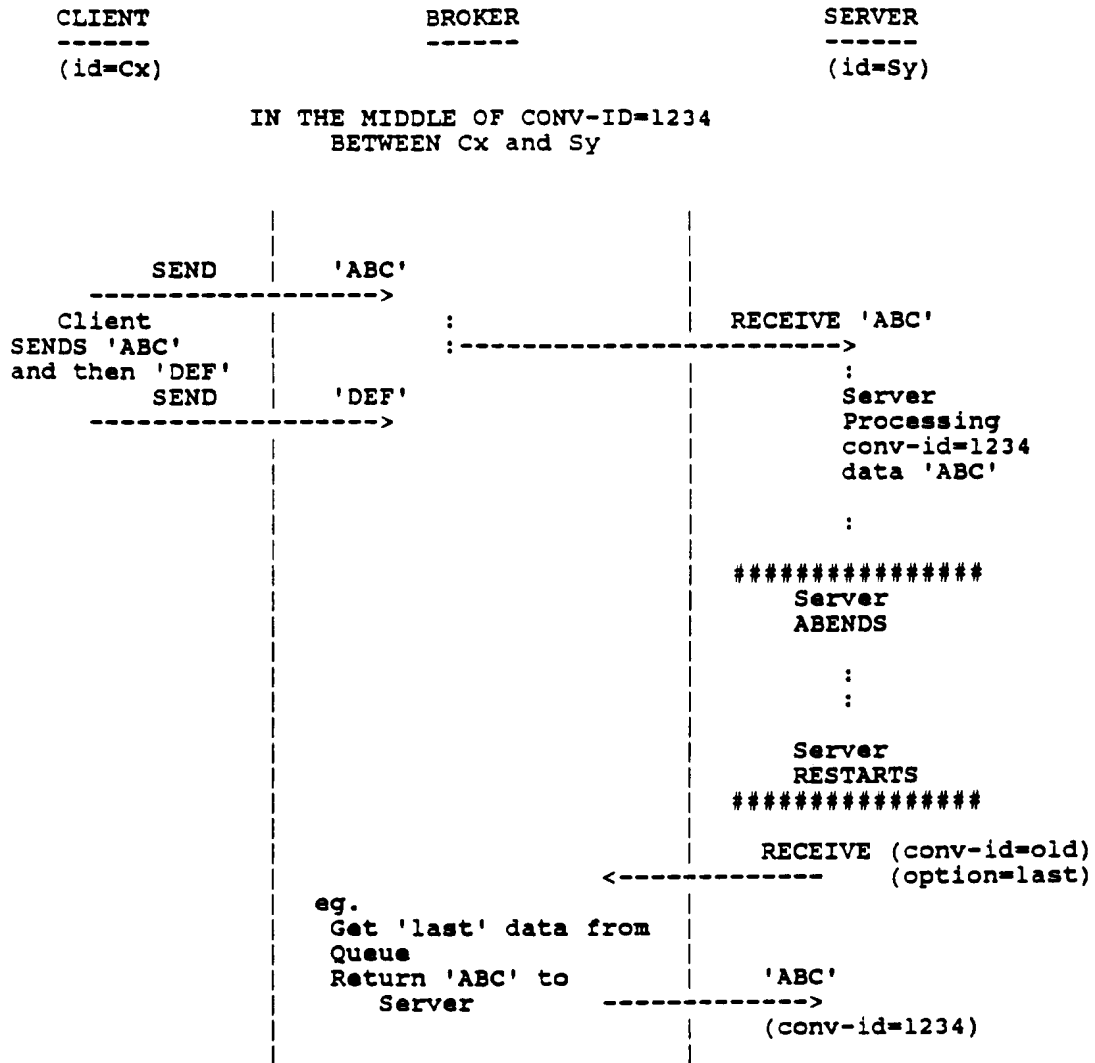 CLIENT BROKER SERVER
------ ------ ------
(id=Cx) (id=Sy)
IN THE MIDDLE OF CONV-ID=1234
BETWEEN Cx and Sy
SEND 'ABC'
Client : RECEIVE 'ABC'
SENDS 'ABC' :
and then 'DEF' :
SEND 'DEF' Server
Processing
conv-id=1234
data 'ABC'
:
################
Server
ABENDS
:
:
Server
RESTARTS
################
RECEIVE (conv-id=old)
(option=last)
eg.
Get 'last' data from
Queue
Return 'ABC' to 'ABC'
Server
(conv-id=1234)